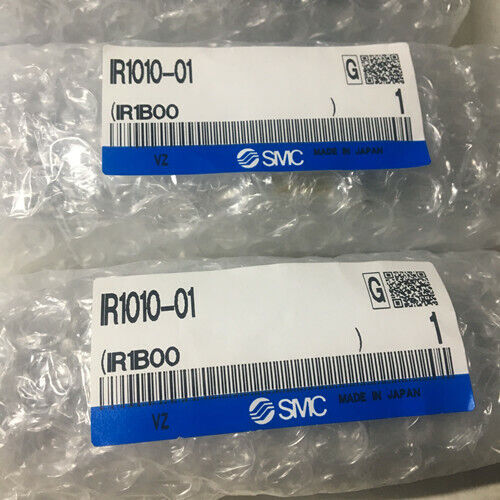 IR1010-01
G
(IR1B00 )
1
VZ
SMC
MADE IN JAPAN
IR1010-01
G
(IR1B00 )
1
VZ
SMC
MADE IN JAPAN